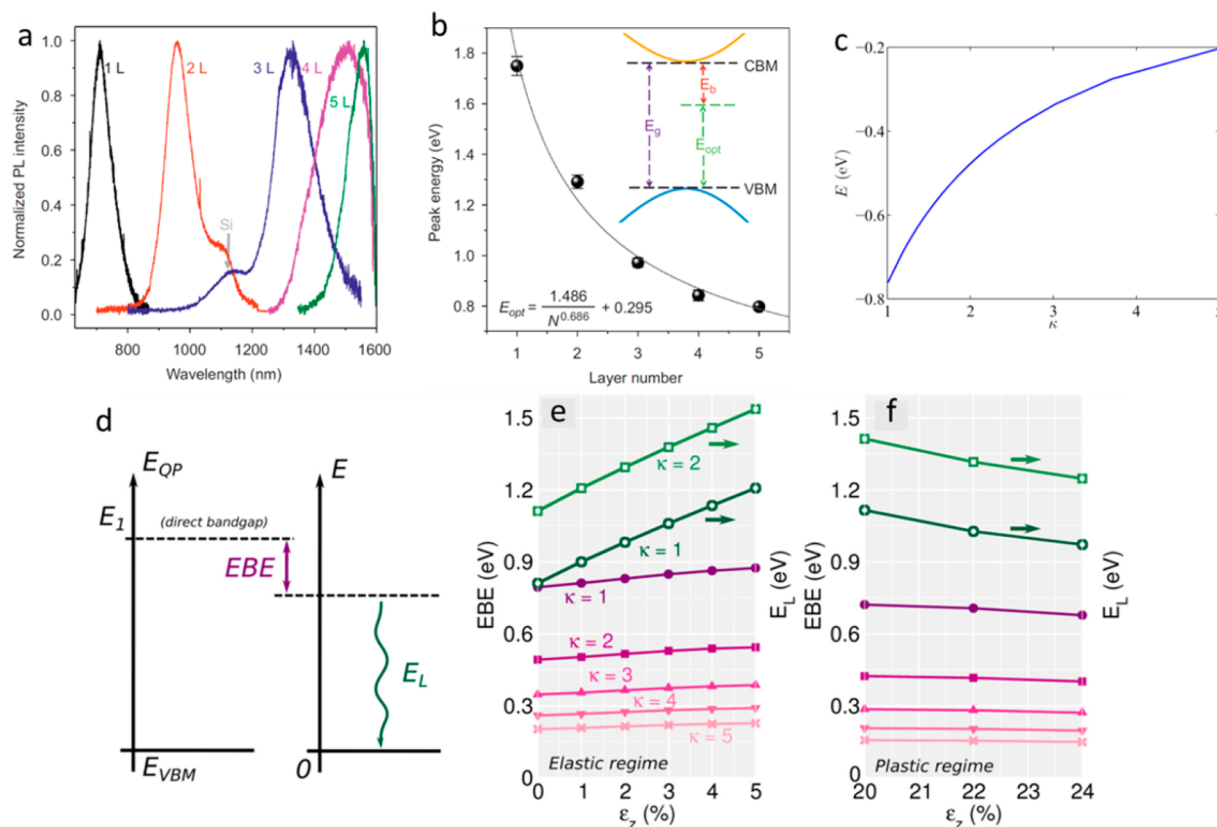 a
1.0
0.8
0.6
0.4
0.2
0.0
Normalized PL intensity
1 L
2 L
3 L
4 L
5 L
Si
800 1000 1200 1400 1600
Wavelength (nm)
b
1.8
1.6
1.4
1.2
1.0
0.8
Peak energy (eV)
CBM
E_b
E_g
E_opt
VBM
E_opt = 1.486 / N^0.686 + 0.295
1 2 3 4 5
Layer number
c
−0.2
−0.4
−0.6
−0.8
E (eV)
1 2 3 4
κ
d
E_QP
E
E_1
(direct bandgap)
EBE
E_L
E_VBM
0
e
1.5
1.2
0.9
0.6
0.3
0
EBE (eV)
κ = 2
κ = 1
κ = 1
κ = 2
κ = 3
κ = 4
κ = 5
Elastic regime
0 1 2 3 4 5
ε_z (%)
E_L (eV)
f
1.5
1.2
0.9
0.6
0.3
0
EBE (eV)
Plastic regime
20 21 22 23 24
ε_z (%)
E_L (eV)